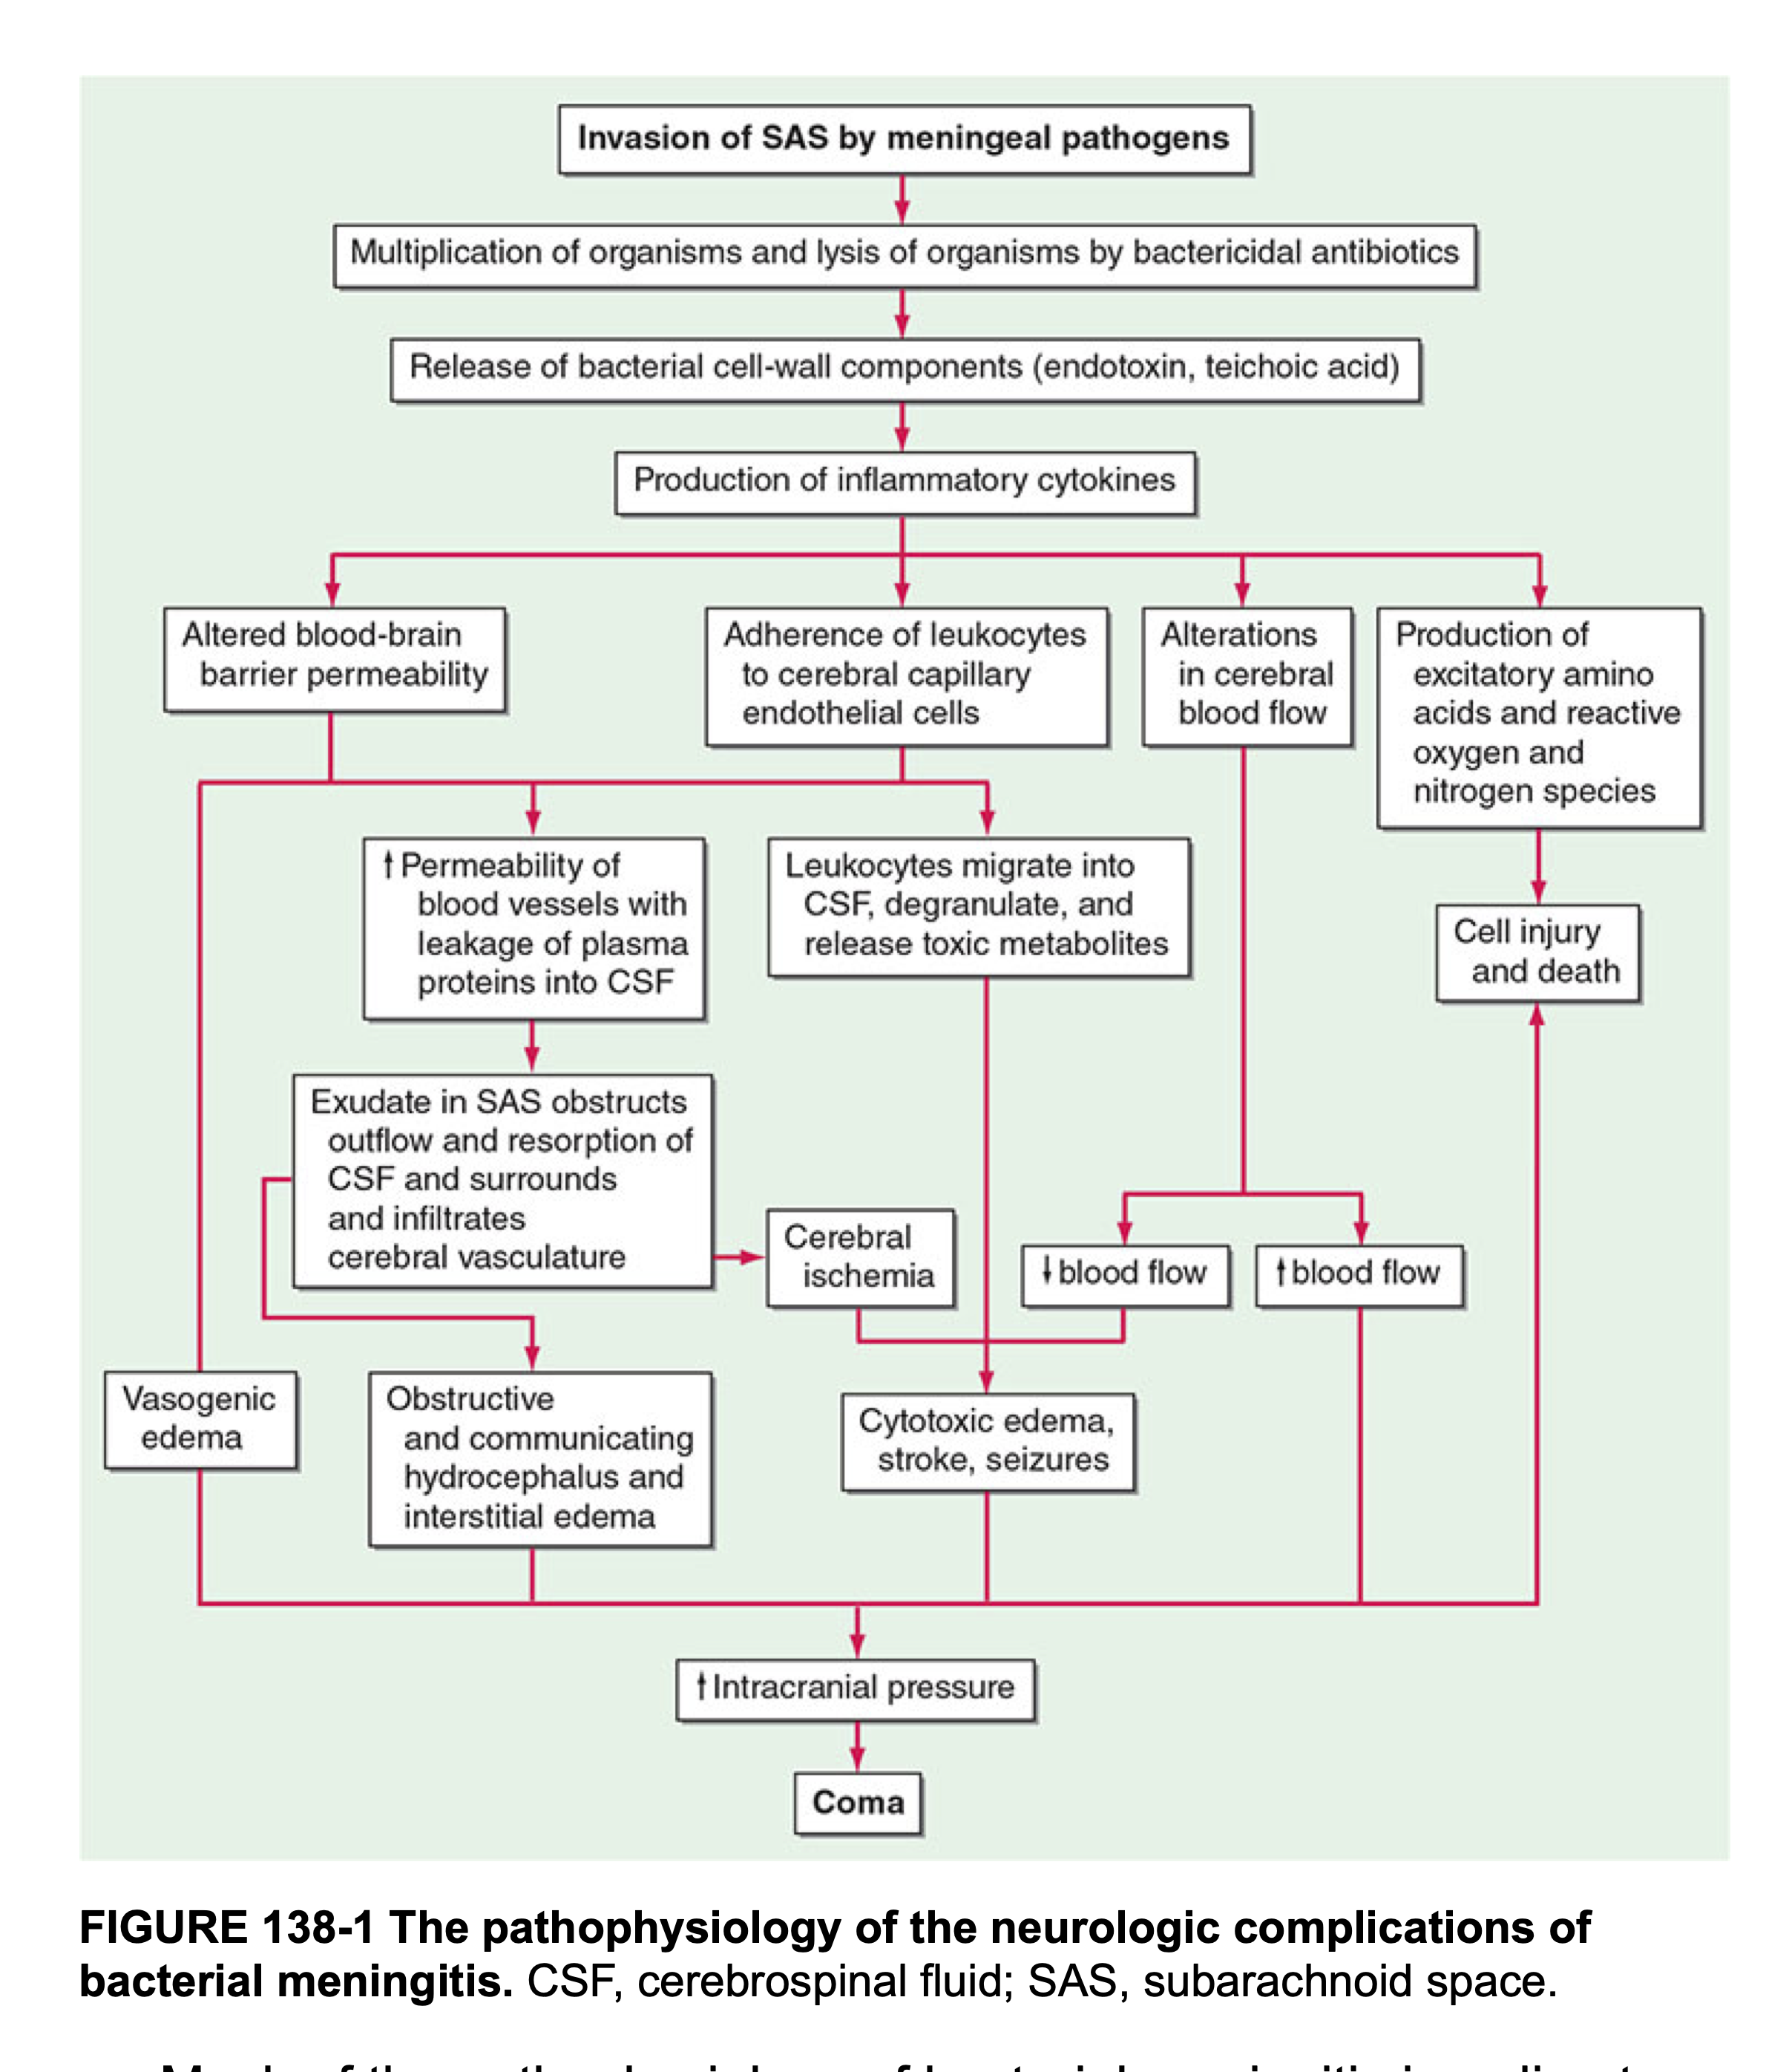 Invasion of SAS by meningeal pathogens
Multiplication of organisms and lysis of organisms by bactericidal antibiotics
Release of bacterial cell-wall components (endotoxin, teichoic acid)
Production of inflammatory cytokines
Altered blood-brain
barrier permeability
Adherence of leukocytes
to cerebral capillary
endothelial cells
Alterations
in cerebral
blood flow
Production of
excitatory amino
acids and reactive
oxygen and
nitrogen species
↑Permeability of
blood vessels with
leakage of plasma
proteins into CSF
Leukocytes migrate into
CSF, degranulate, and
release toxic metabolites
Cell injury
and death
Exudate in SAS obstructs
outflow and resorption of
CSF and surrounds
and infiltrates
cerebral vasculature
Cerebral
ischemia
↓blood flow
↑blood flow
Vasogenic
edema
Obstructive
and communicating
hydrocephalus and
interstitial edema
Cytotoxic edema,
stroke, seizures
↑Intracranial pressure
Coma
FIGURE 138-1 The pathophysiology of the neurologic complications of
bacterial meningitis. CSF, cerebrospinal fluid; SAS, subarachnoid space.